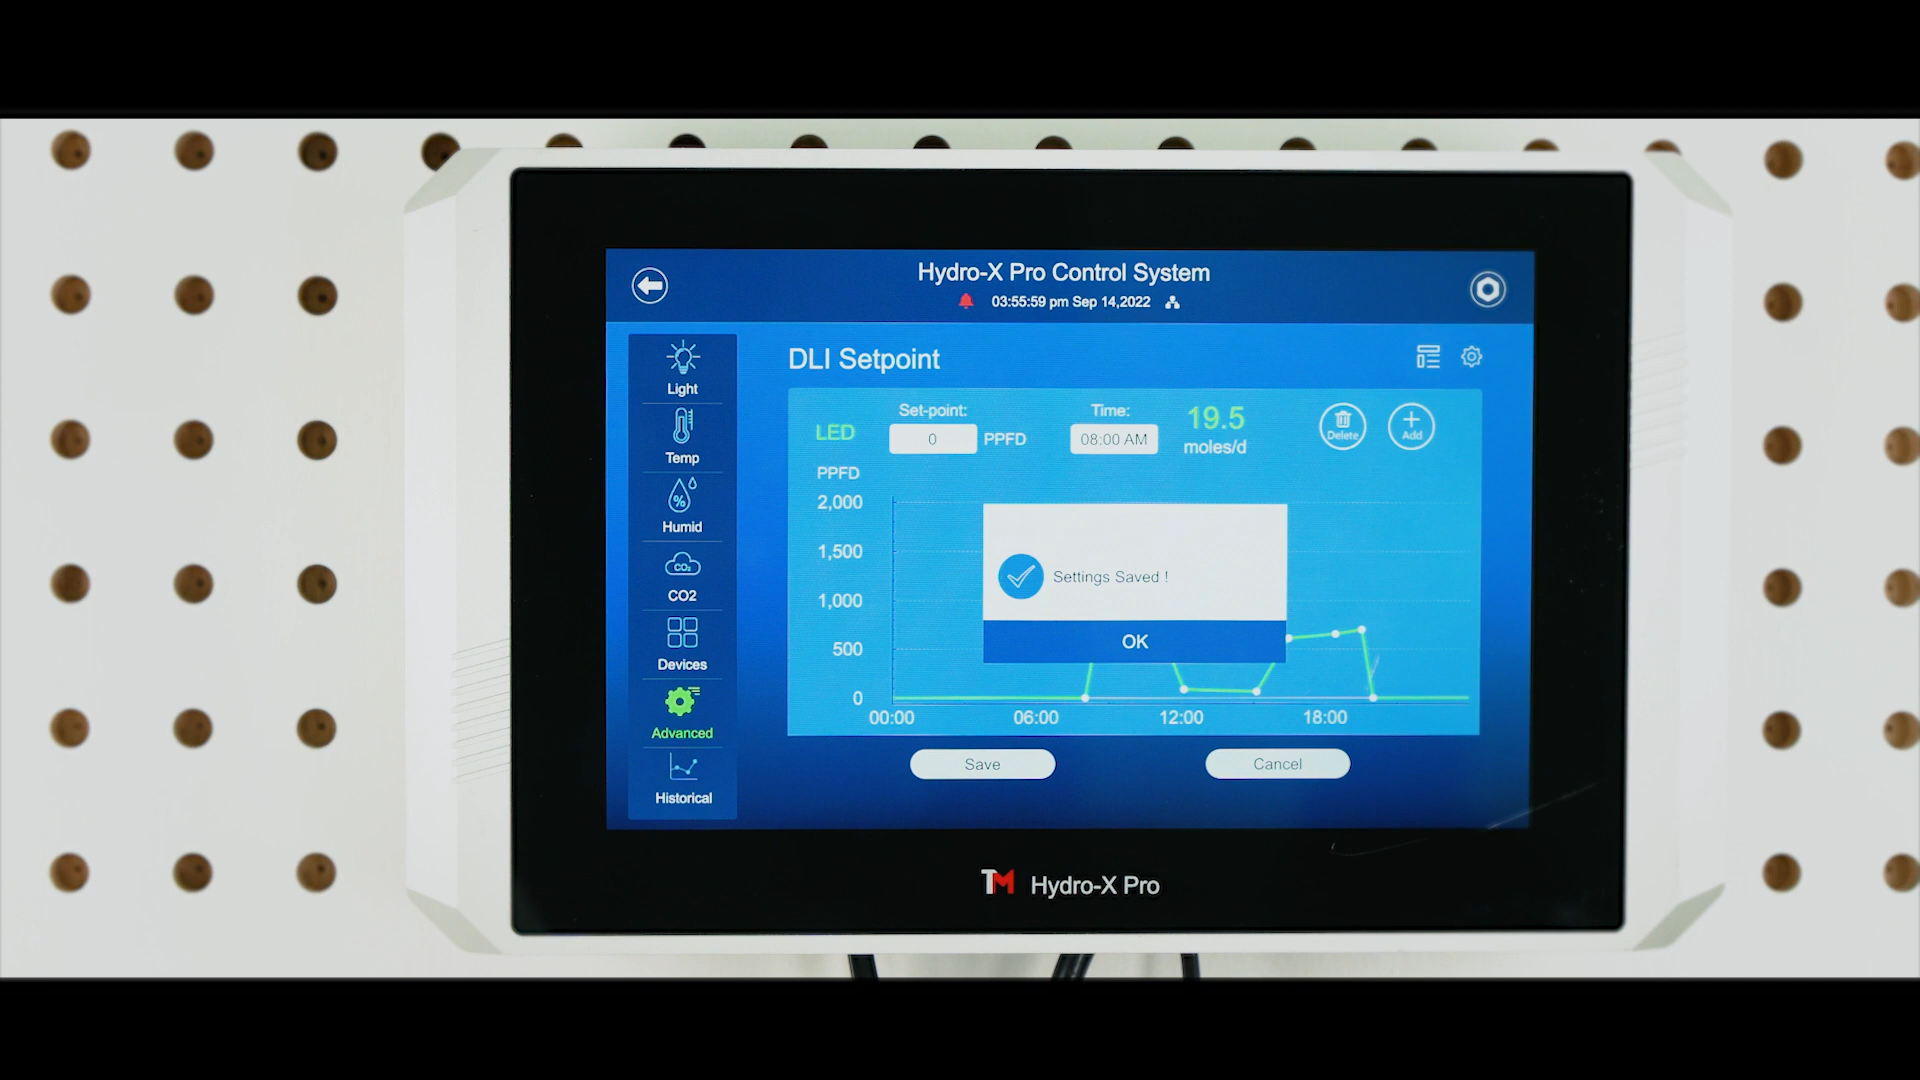 Hydro-X Pro Control System
03:55:59 pm Sep 14,2022
Light
Temp
%
Humid
CO₂
CO2
Devices
Advanced
Historical
DLI Setpoint
LED
Set-point:
0
PPFD
Time:
08:00 AM
19.5
moles/d
Delete
Add
PPFD
2,000
1,500
1,000
500
0
00:00
06:00
12:00
18:00
Settings Saved !
OK
Save
Cancel
TM Hydro-X Pro